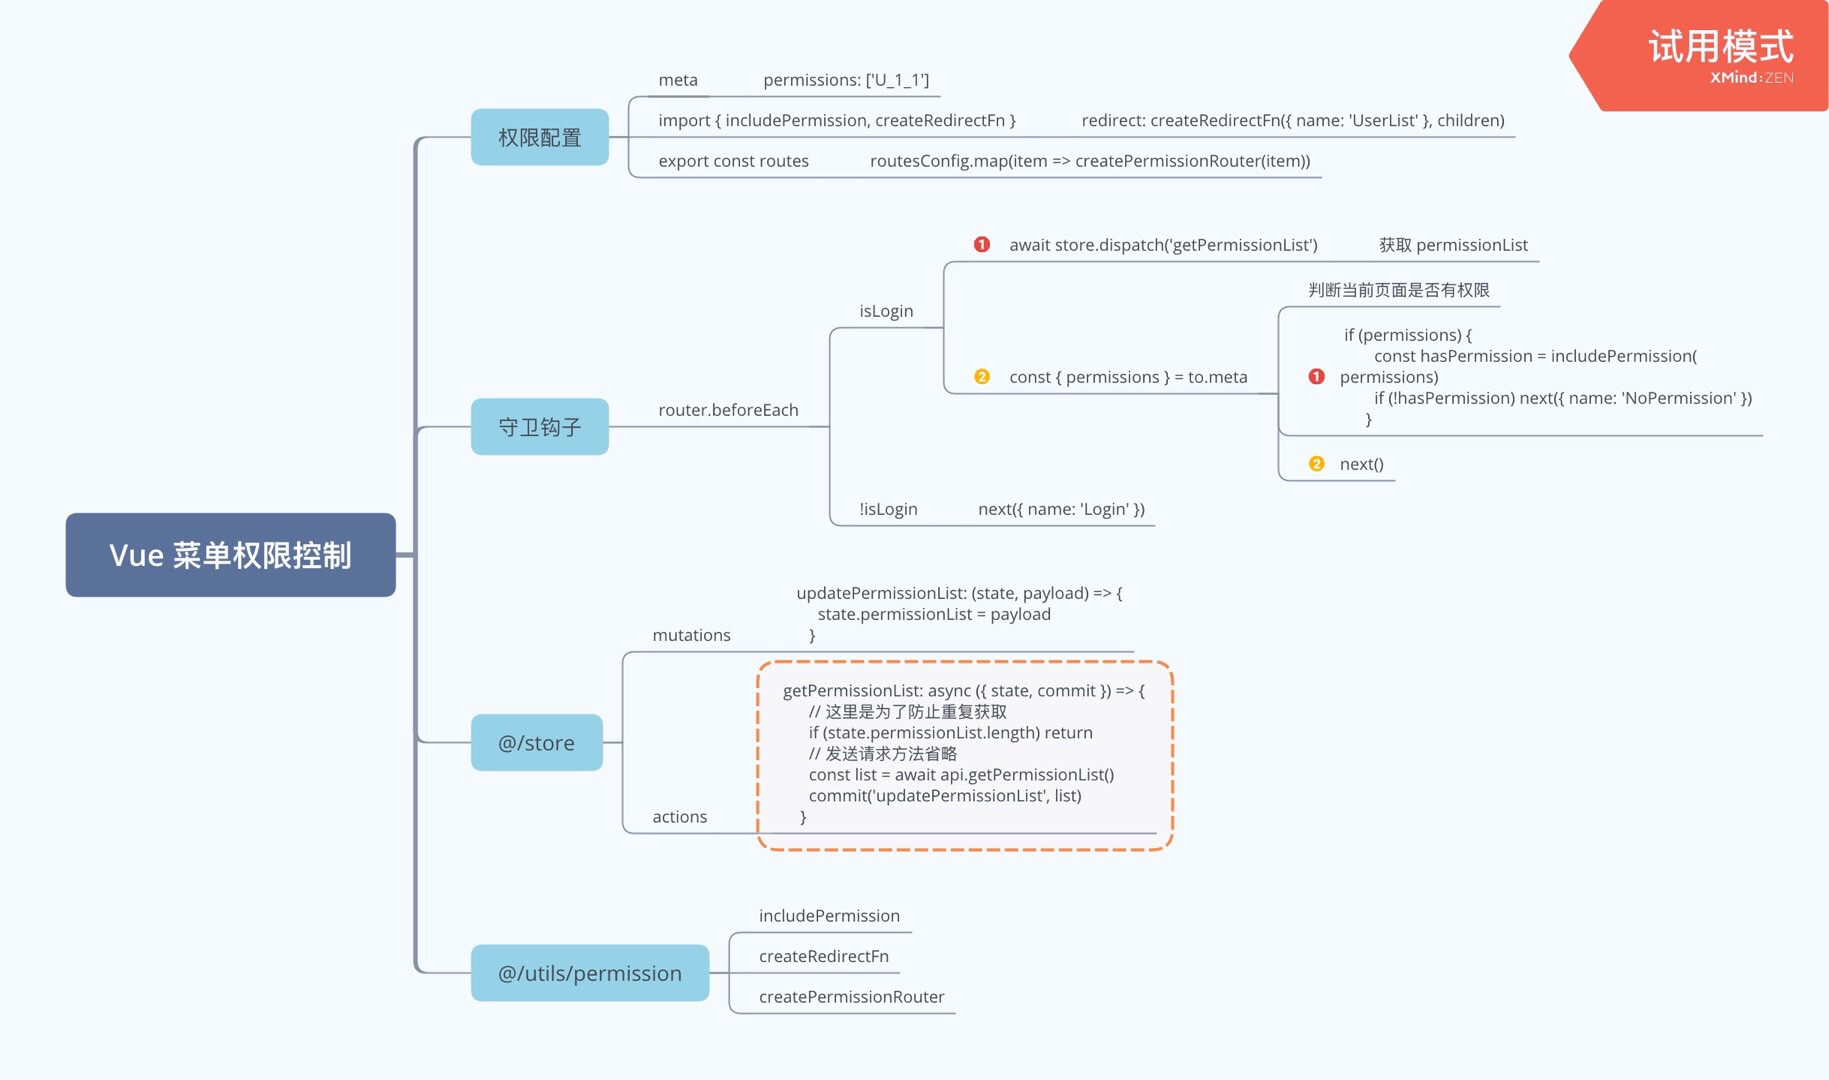 试用模式
XMind:ZEN
Vue 菜单权限控制
权限配置
meta
permissions: ['U_1_1']
import { includePermission, createRedirectFn }
redirect: createRedirectFn({ name: 'UserList' }, children)
export const routes
routesConfig.map(item => createPermissionRouter(item))
守卫钩子
router.beforeEach
isLogin
1
await store.dispatch('getPermissionList')
获取 permissionList
2
const { permissions } = to.meta
判断当前页面是否有权限
1
if (permissions) {
const hasPermission = includePermission(
permissions)
if (!hasPermission) next({ name: 'NoPermission' })
}
2
next()
!isLogin
next({ name: 'Login' })
@/store
mutations
updatePermissionList: (state, payload) => {
state.permissionList = payload
}
actions
getPermissionList: async ({ state, commit }) => {
// 这里是为了防止重复获取
if (state.permissionList.length) return
// 发送请求方法省略
const list = await api.getPermissionList()
commit('updatePermissionList', list)
}
@/utils/permission
includePermission
createRedirectFn
createPermissionRouter